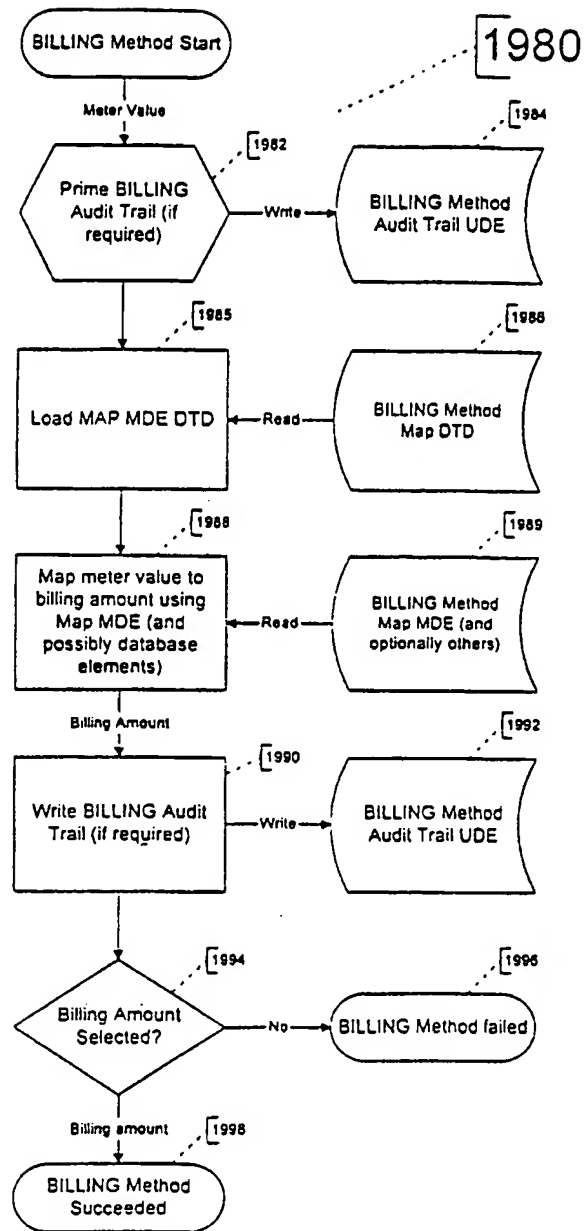 BILLING Method Start
1980
Meter Value
1982
1984
Prime BILLING
Audit Trail (if
required)
Write
BILLING Method
Audit Trail UDE
1985
1986
Load MAP MDE DTD
Read
BILLING Method
Map DTD
1988
1989
Map meter value to
billing amount using
Map MDE (and
possibly database
elements)
Read
BILLING Method
Map MDE (and
optionally others)
Billing Amount
1990
1992
Write BILLING Audit
Trail (if required)
Write
BILLING Method
Audit Trail UDE
1994
1996
Billing Amount
Selected?
No
BILLING Method failed
Billing amount
1998
BILLING Method
Succeeded